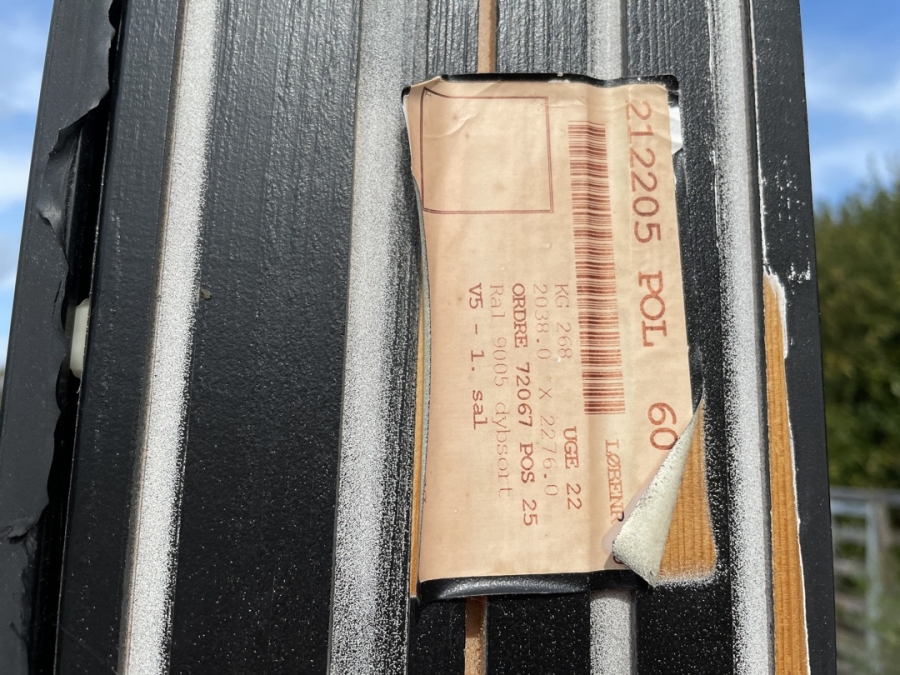 212205 POL 60
LØRENP
KG 268 UGE 22
2038.0 X 2276.0
ORDRE 72067 POS 25
Ral 9005 dybsort
V5 - 1. sal